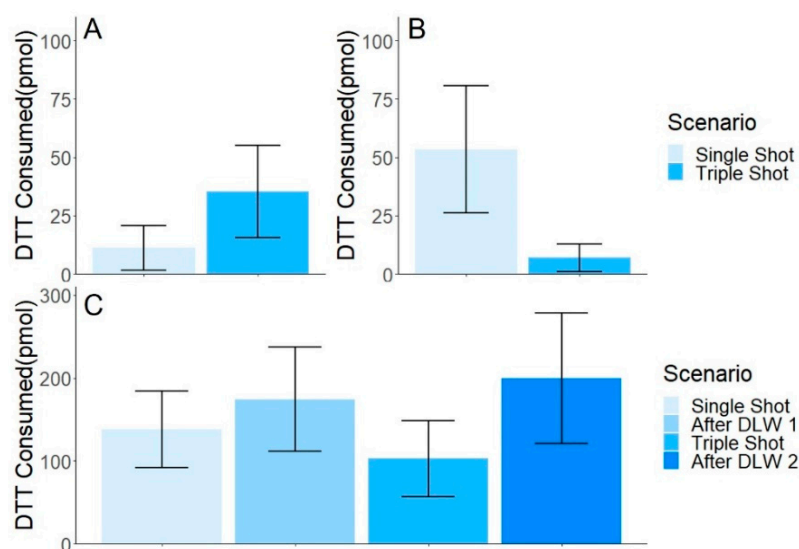 A
DTT Consumed(pmol)
100
75
50
25
0
B
DTT Consumed(pmol)
100
75
50
25
0
Scenario
Single Shot
Triple Shot
C
DTT Consumed(pmol)
300
200
100
0
Scenario
Single Shot
After DLW 1
Triple Shot
After DLW 2